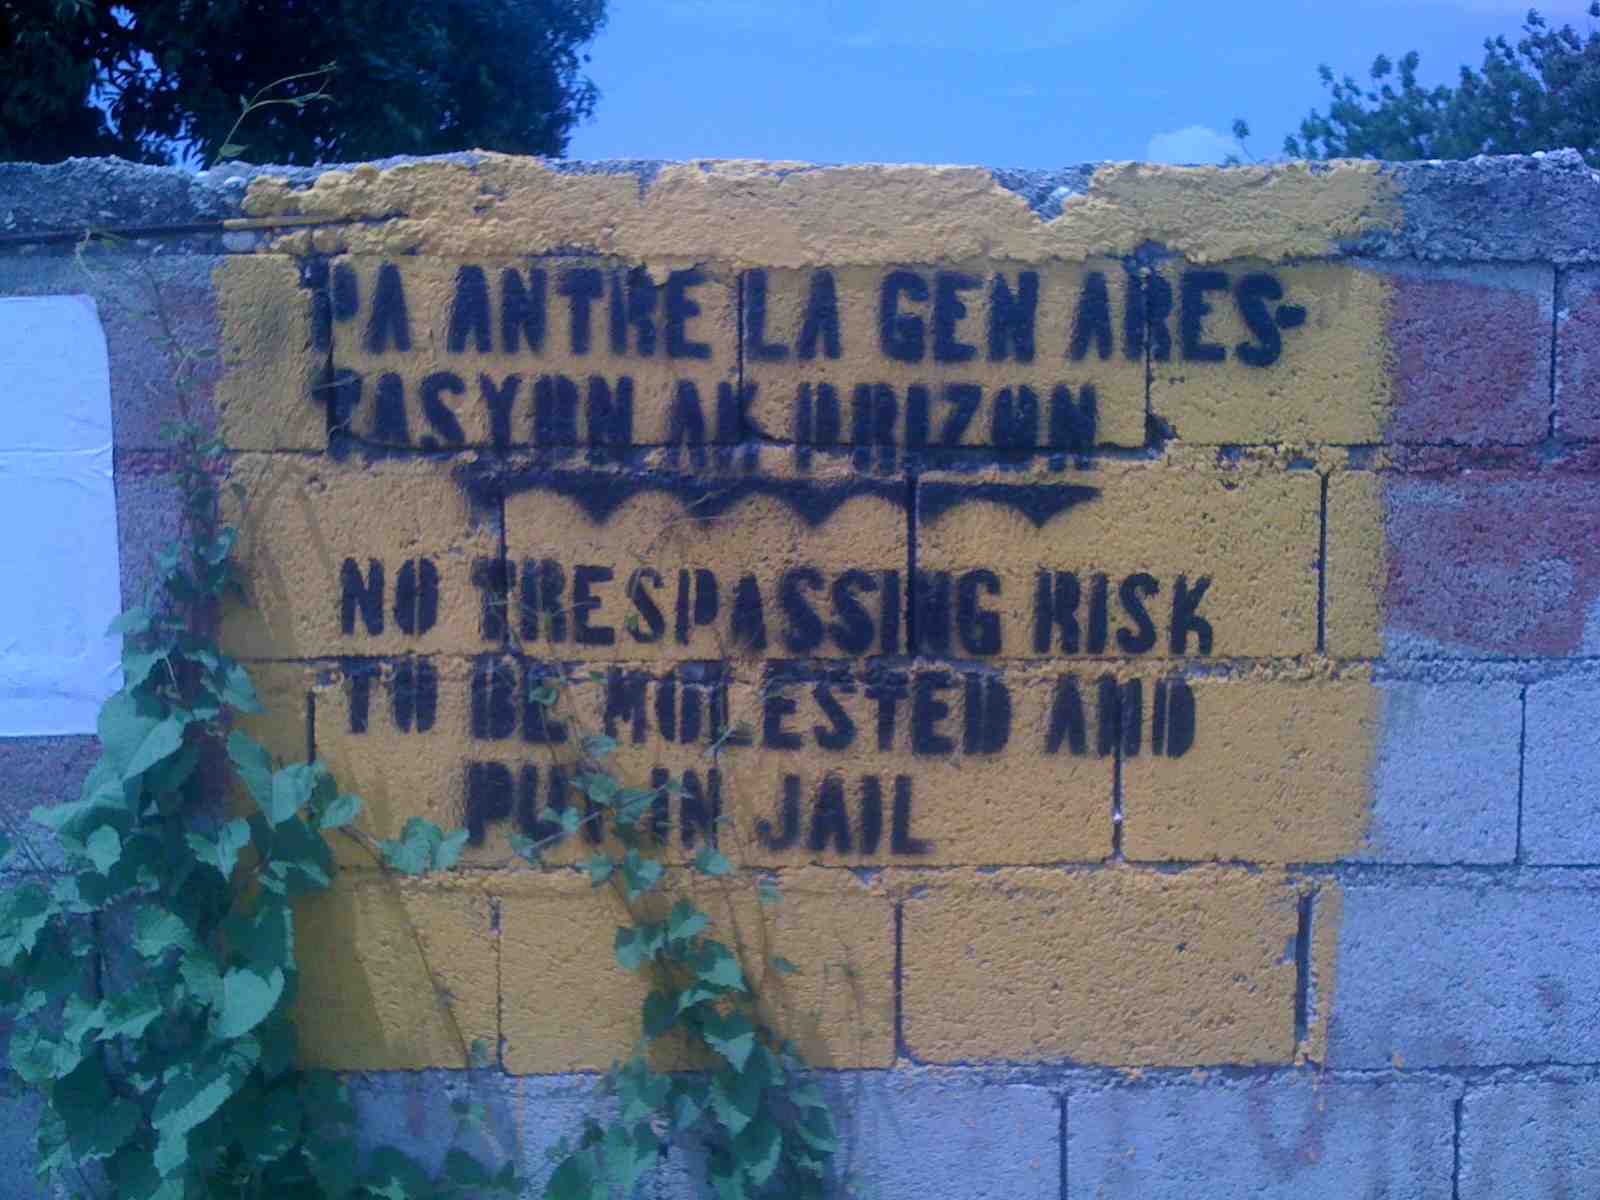 PA ANTRE LA GEN ARES-
TASYON AK PRIZON
NO TRESPASSING RISK
TO BE MOLESTED AND
PUT IN JAIL